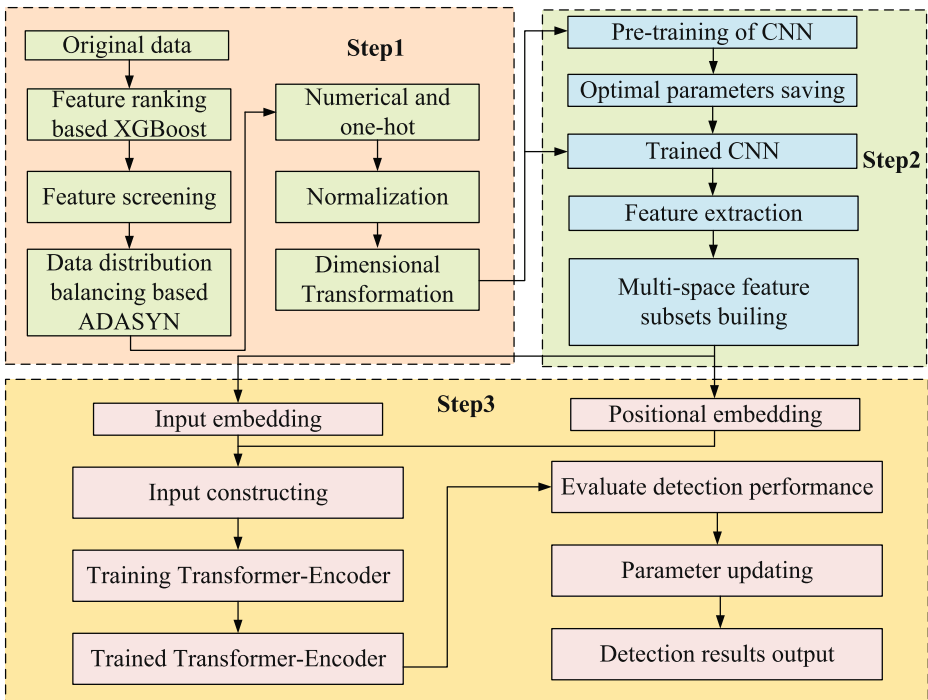 Step1
Original data
Feature ranking
based XGBoost
Feature screening
Data distribution
balancing based
ADASYN
Numerical and
one-hot
Normalization
Dimensional
Transformation
Step2
Pre-training of CNN
Optimal parameters saving
Trained CNN
Feature extraction
Multi-space feature
subsets builing
Step3
Input embedding
Positional embedding
Input constructing
Training Transformer-Encoder
Trained Transformer-Encoder
Evaluate detection performance
Parameter updating
Detection results output